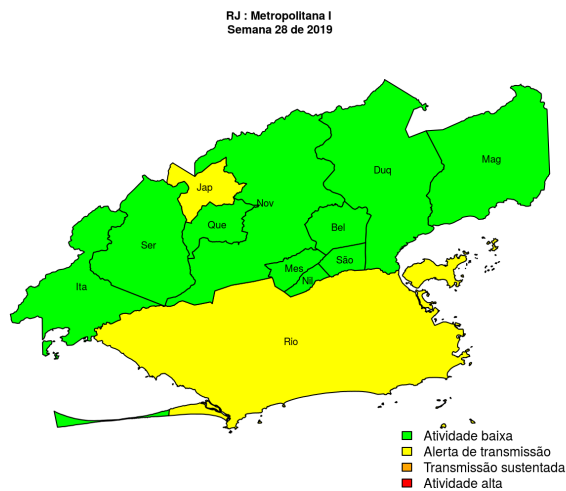 RJ : Metropolitana I
Semana 28 de 2019
Mag
Duq
Jap
Nov
Que
Bel
Ser
São
Mes
Nil
Ita
Rio
Atividade baixa
Alerta de transmissão
Transmissão sustentada
Atividade alta